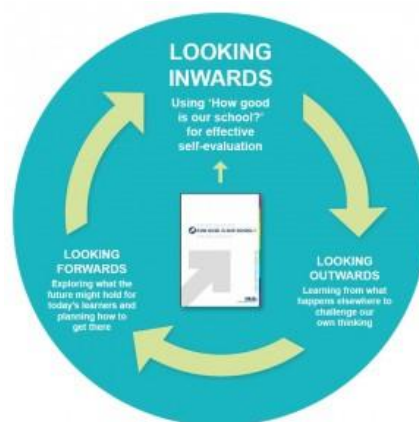 LOOKING
INWARDS
Using ‘How good
is our school?’
for effective
self-evaluation
LOOKING
FORWARDS
Exploring what the
future might hold for
today's learners and
planning how to
get there
LOOKING
OUTWARDS
Learning from what
happens elsewhere to
challenge our
own thinking